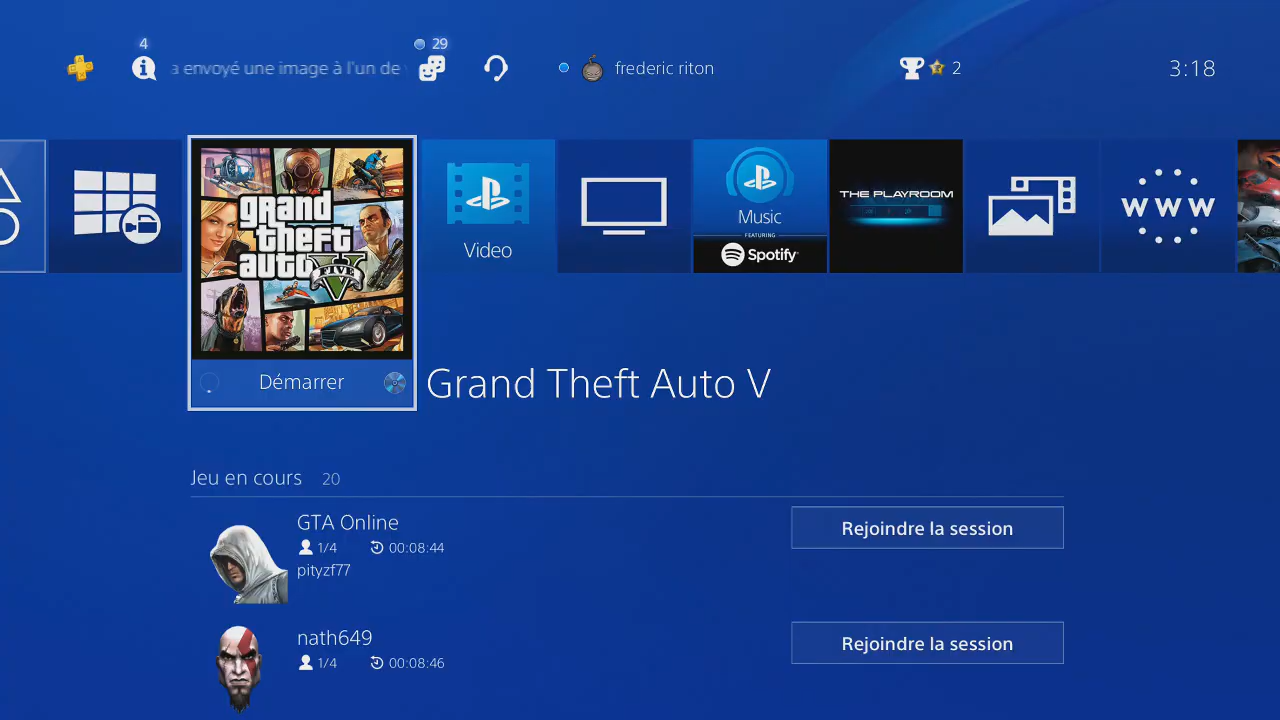 4
a envoyé une image à l'un de
29
frederic riton
2
3:18
grand
theft
auto
FIVE
Video
Music
FEATURING
Spotify
THE PLAYROOM
WWW
Démarrer
Grand Theft Auto V
Jeu en cours 20
GTA Online
1/4 00:08:44
pityzf77
Rejoindre la session
nath649
1/4 00:08:46
Rejoindre la session